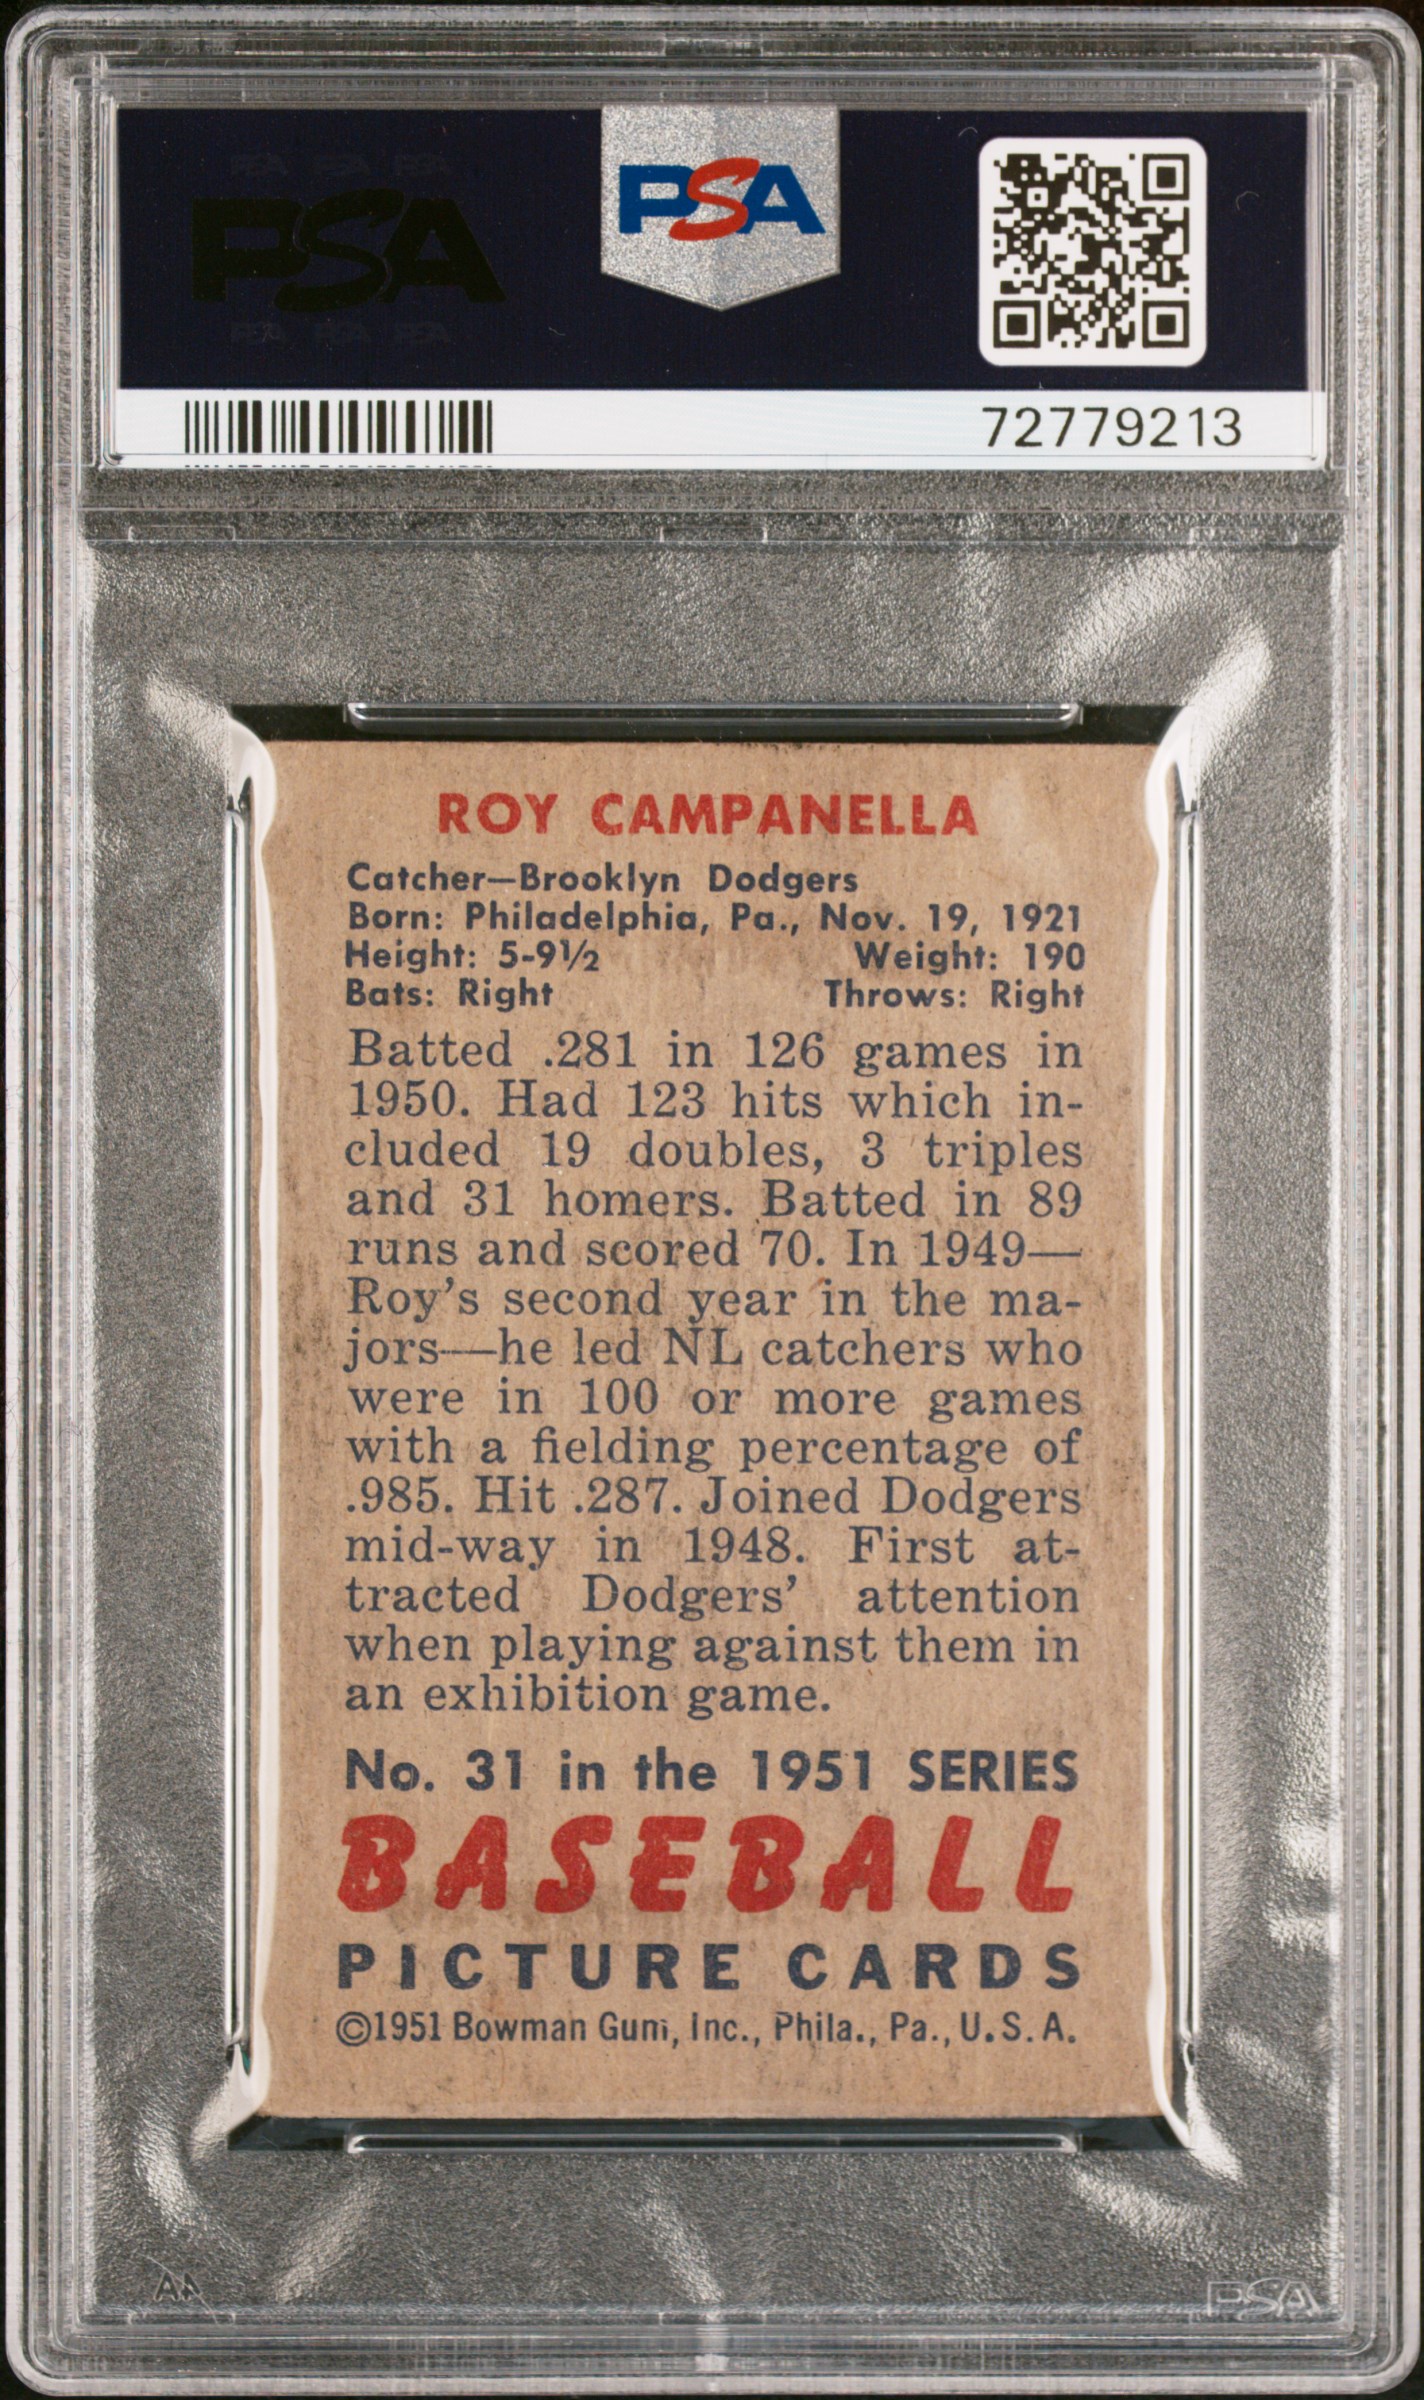 PSA
PSA
72779213
ROY CAMPANELLA
Catcher—Brooklyn Dodgers
Born: Philadelphia, Pa., Nov. 19, 1921
Height: 5-9½ Weight: 190
Bats: Right Throws: Right
Batted .281 in 126 games in
1950. Had 123 hits which in-
cluded 19 doubles, 3 triples
and 31 homers. Batted in 89
runs and scored 70. In 1949—
Roy's second year in the ma-
jors—he led NL catchers who
were in 100 or more games
with a fielding percentage of
.985. Hit .287. Joined Dodgers
mid-way in 1948. First at-
tracted Dodgers' attention
when playing against them in
an exhibition game.
No. 31 in the 1951 SERIES
BASEBALL
PICTURE CARDS
©1951 Bowman Gum, Inc., Phila., Pa., U.S.A.
AA
PSA